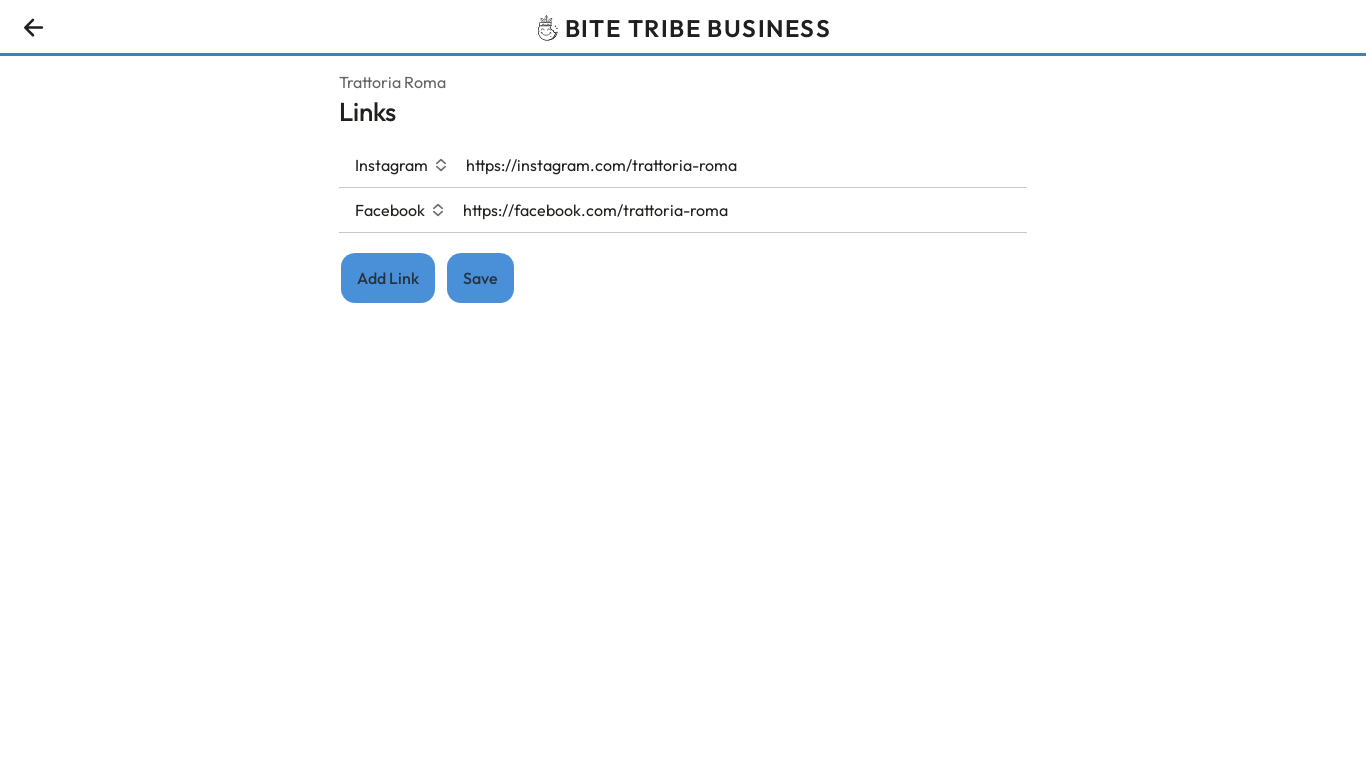 BITE TRIBE BUSINESS
Trattoria Roma
Links
Instagram https://instagram.com/trattoria-roma
Facebook https://facebook.com/trattoria-roma
Add Link Save